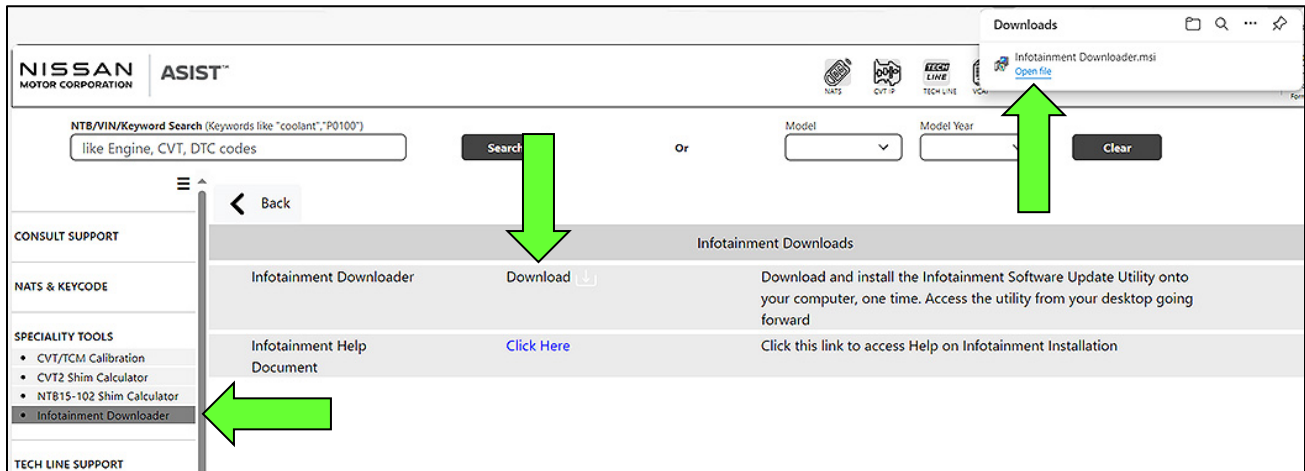 Downloads
Infotainment Downloader.msi
Open file
NISSAN
MOTOR CORPORATION
ASIST™
NATS
CVT IP
TECH LINE
TECH LINE
NTB/VIN/Keyword Search (Keywords like "coolant","P0100")
like Engine, CVT, DTC codes
Search
Or
Model
Model Year
Clear
Back
CONSULT SUPPORT
NATS & KEYCODE
SPECIALITY TOOLS
• CVT/TCM Calibration
• CVT2 Shim Calculator
• NTB15-102 Shim Calculator
• Infotainment Downloader
TECH LINE SUPPORT
Infotainment Downloads
Infotainment Downloader
Download
Download and install the Infotainment Software Update Utility onto
your computer, one time. Access the utility from your desktop going
forward
Infotainment Help
Document
Click Here
Click this link to access Help on Infotainment Installation